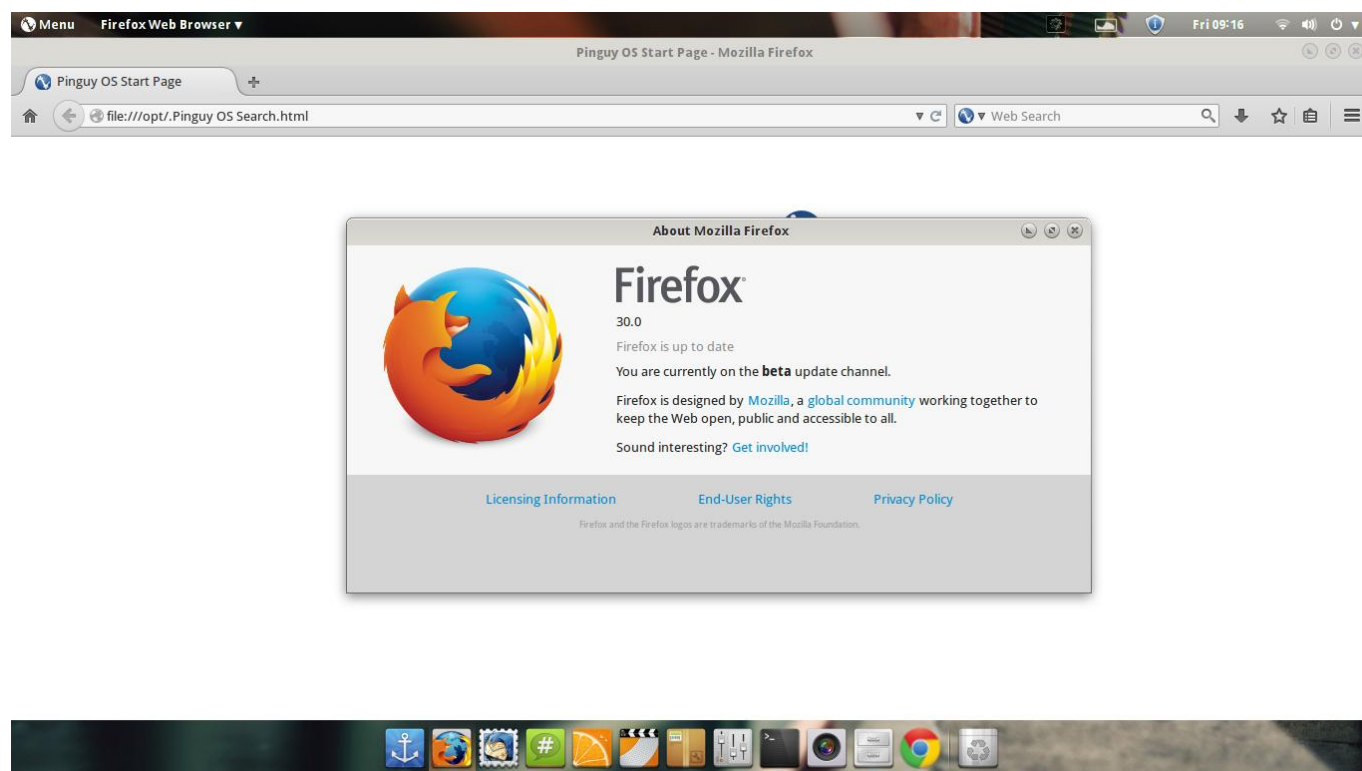 Menu Firefox Web Browser ▾ Fri 09:16
Pinguy OS Start Page - Mozilla Firefox
Pinguy OS Start Page
file:///opt/.Pinguy OS Search.html Web Search
About Mozilla Firefox
Firefox
30.0
Firefox is up to date
You are currently on the beta update channel.
Firefox is designed by Mozilla, a global community working together to
keep the Web open, public and accessible to all.
Sound interesting? Get involved!
Licensing Information End-User Rights Privacy Policy
Firefox and the Firefox logos are trademarks of the Mozilla Foundation.
#
>_